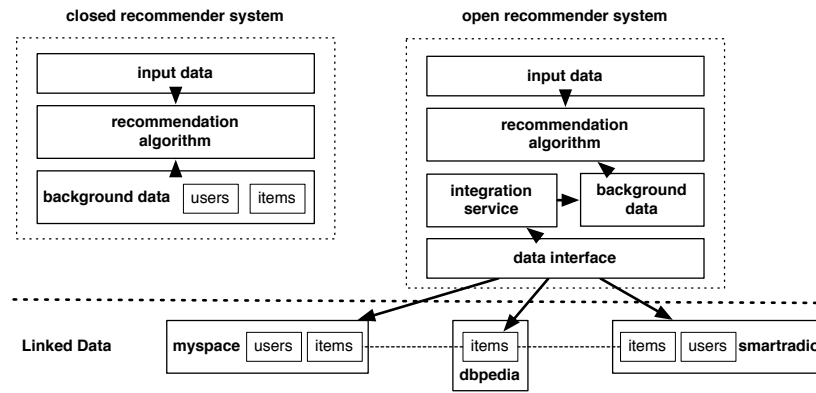 closed recommender system
input data
recommendation
algorithm
background data users items
open recommender system
input data
recommendation
algorithm
integration
service
background
data
data interface
Linked Data
myspace users items
items
dbpedia
items users smartradio